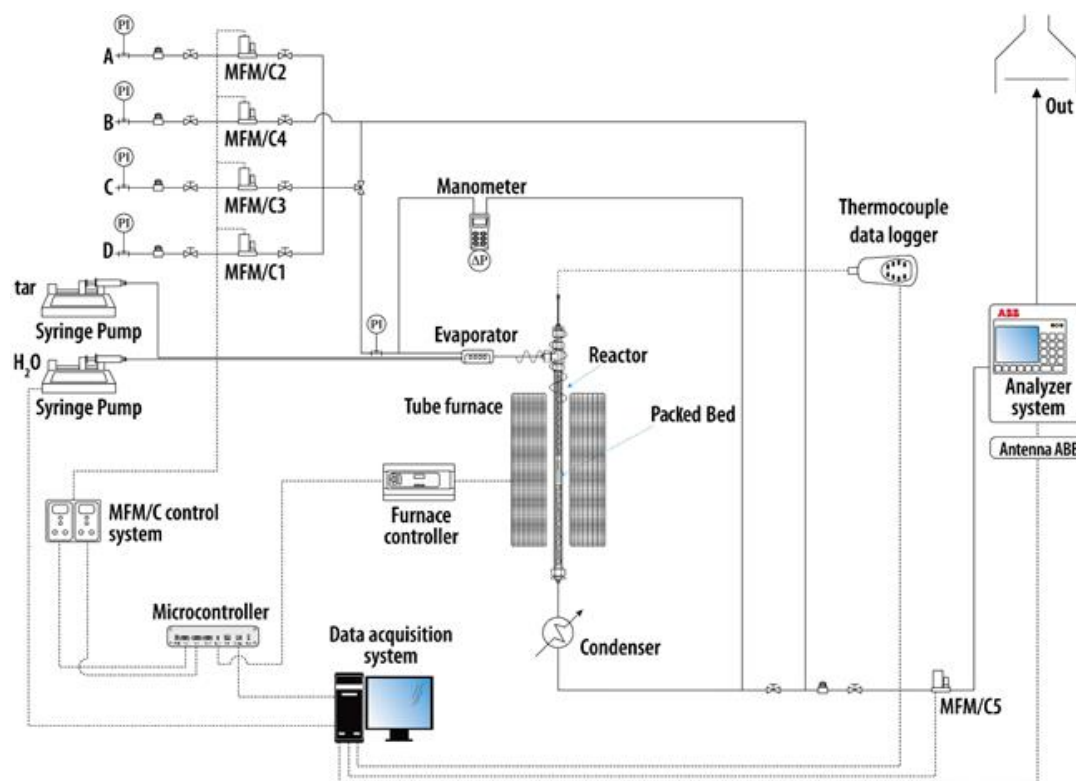 PI
A
MFM/C2
PI
B
MFM/C4
PI
C
MFM/C3
PI
D
MFM/C1
Out
Manometer
ΔP
Thermocouple
data logger
tar
Syringe Pump
H₂O
Syringe Pump
PI
Evaporator
Reactor
Tube furnace
Packed Bed
ABB
Analyzer
system
Antenna ABB
Furnace
controller
MFM/C control
system
Microcontroller
Data acquisition
system
Condenser
MFM/C5